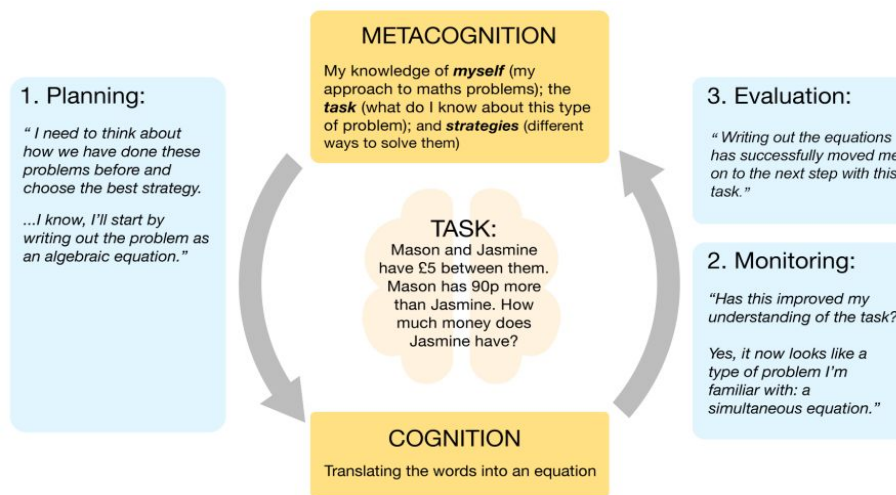 METACOGNITION
My knowledge of myself (my
approach to maths problems); the
task (what do I know about this type
of problem); and strategies (different
ways to solve them)
1. Planning:
“ I need to think about
how we have done these
problems before and
choose the best strategy.
...I know, I’ll start by
writing out the problem as
an algebraic equation.”
TASK:
Mason and Jasmine
have £5 between them.
Mason has 90p more
than Jasmine. How
much money does
Jasmine have?
3. Evaluation:
“ Writing out the equations
has successfully moved me
on to the next step with this
task.”
2. Monitoring:
“Has this improved my
understanding of the task?
Yes, it now looks like a
type of problem I’m
familiar with: a
simultaneous equation.”
COGNITION
Translating the words into an equation